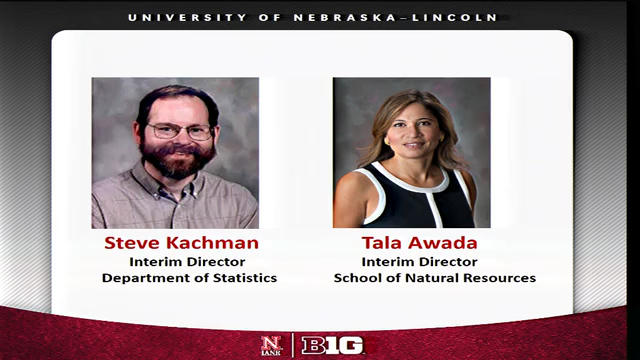 UNIVERSITY OF NEBRASKA–LINCOLN
Steve Kachman
Interim Director
Department of Statistics
Tala Awada
Interim Director
School of Natural Resources
N
IANR
B1G